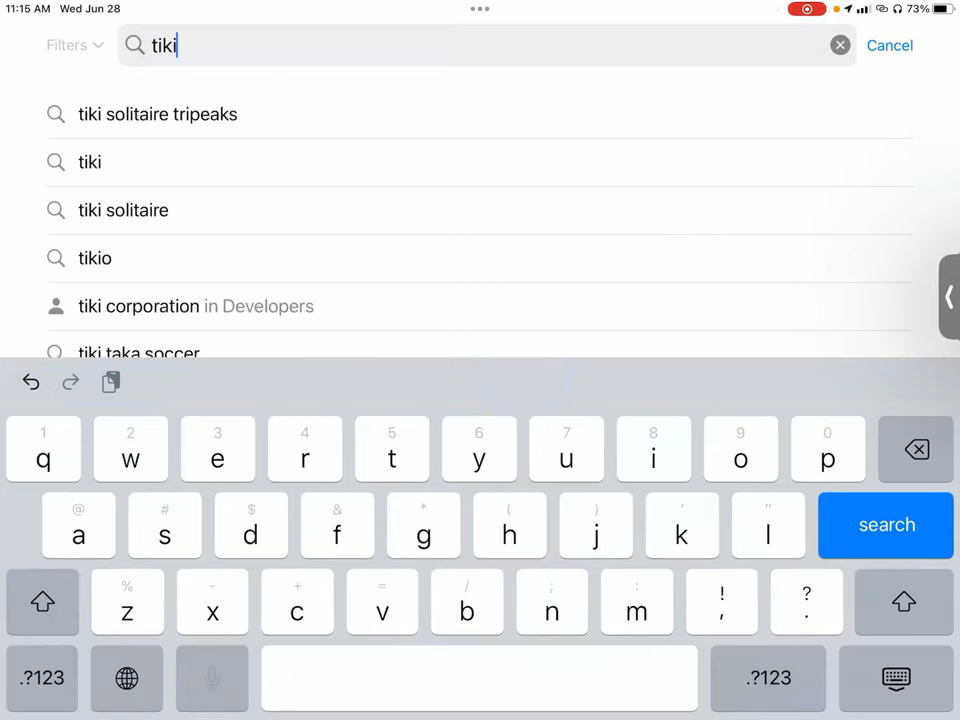 11:15 AM Wed Jun 28 73%
Filters tiki Cancel
tiki solitaire tripeaks
tiki
tiki solitaire
tikio
tiki corporation in Developers
tiki taka soccer
1 2 3 4 5 6 7 8 9 0
q w e r t y u i o p
@ # $ & * ( ) ' "
a s d f g h j k l search
% - + = / ; : ! ?
z x c v b n m , .
.?123 .?123